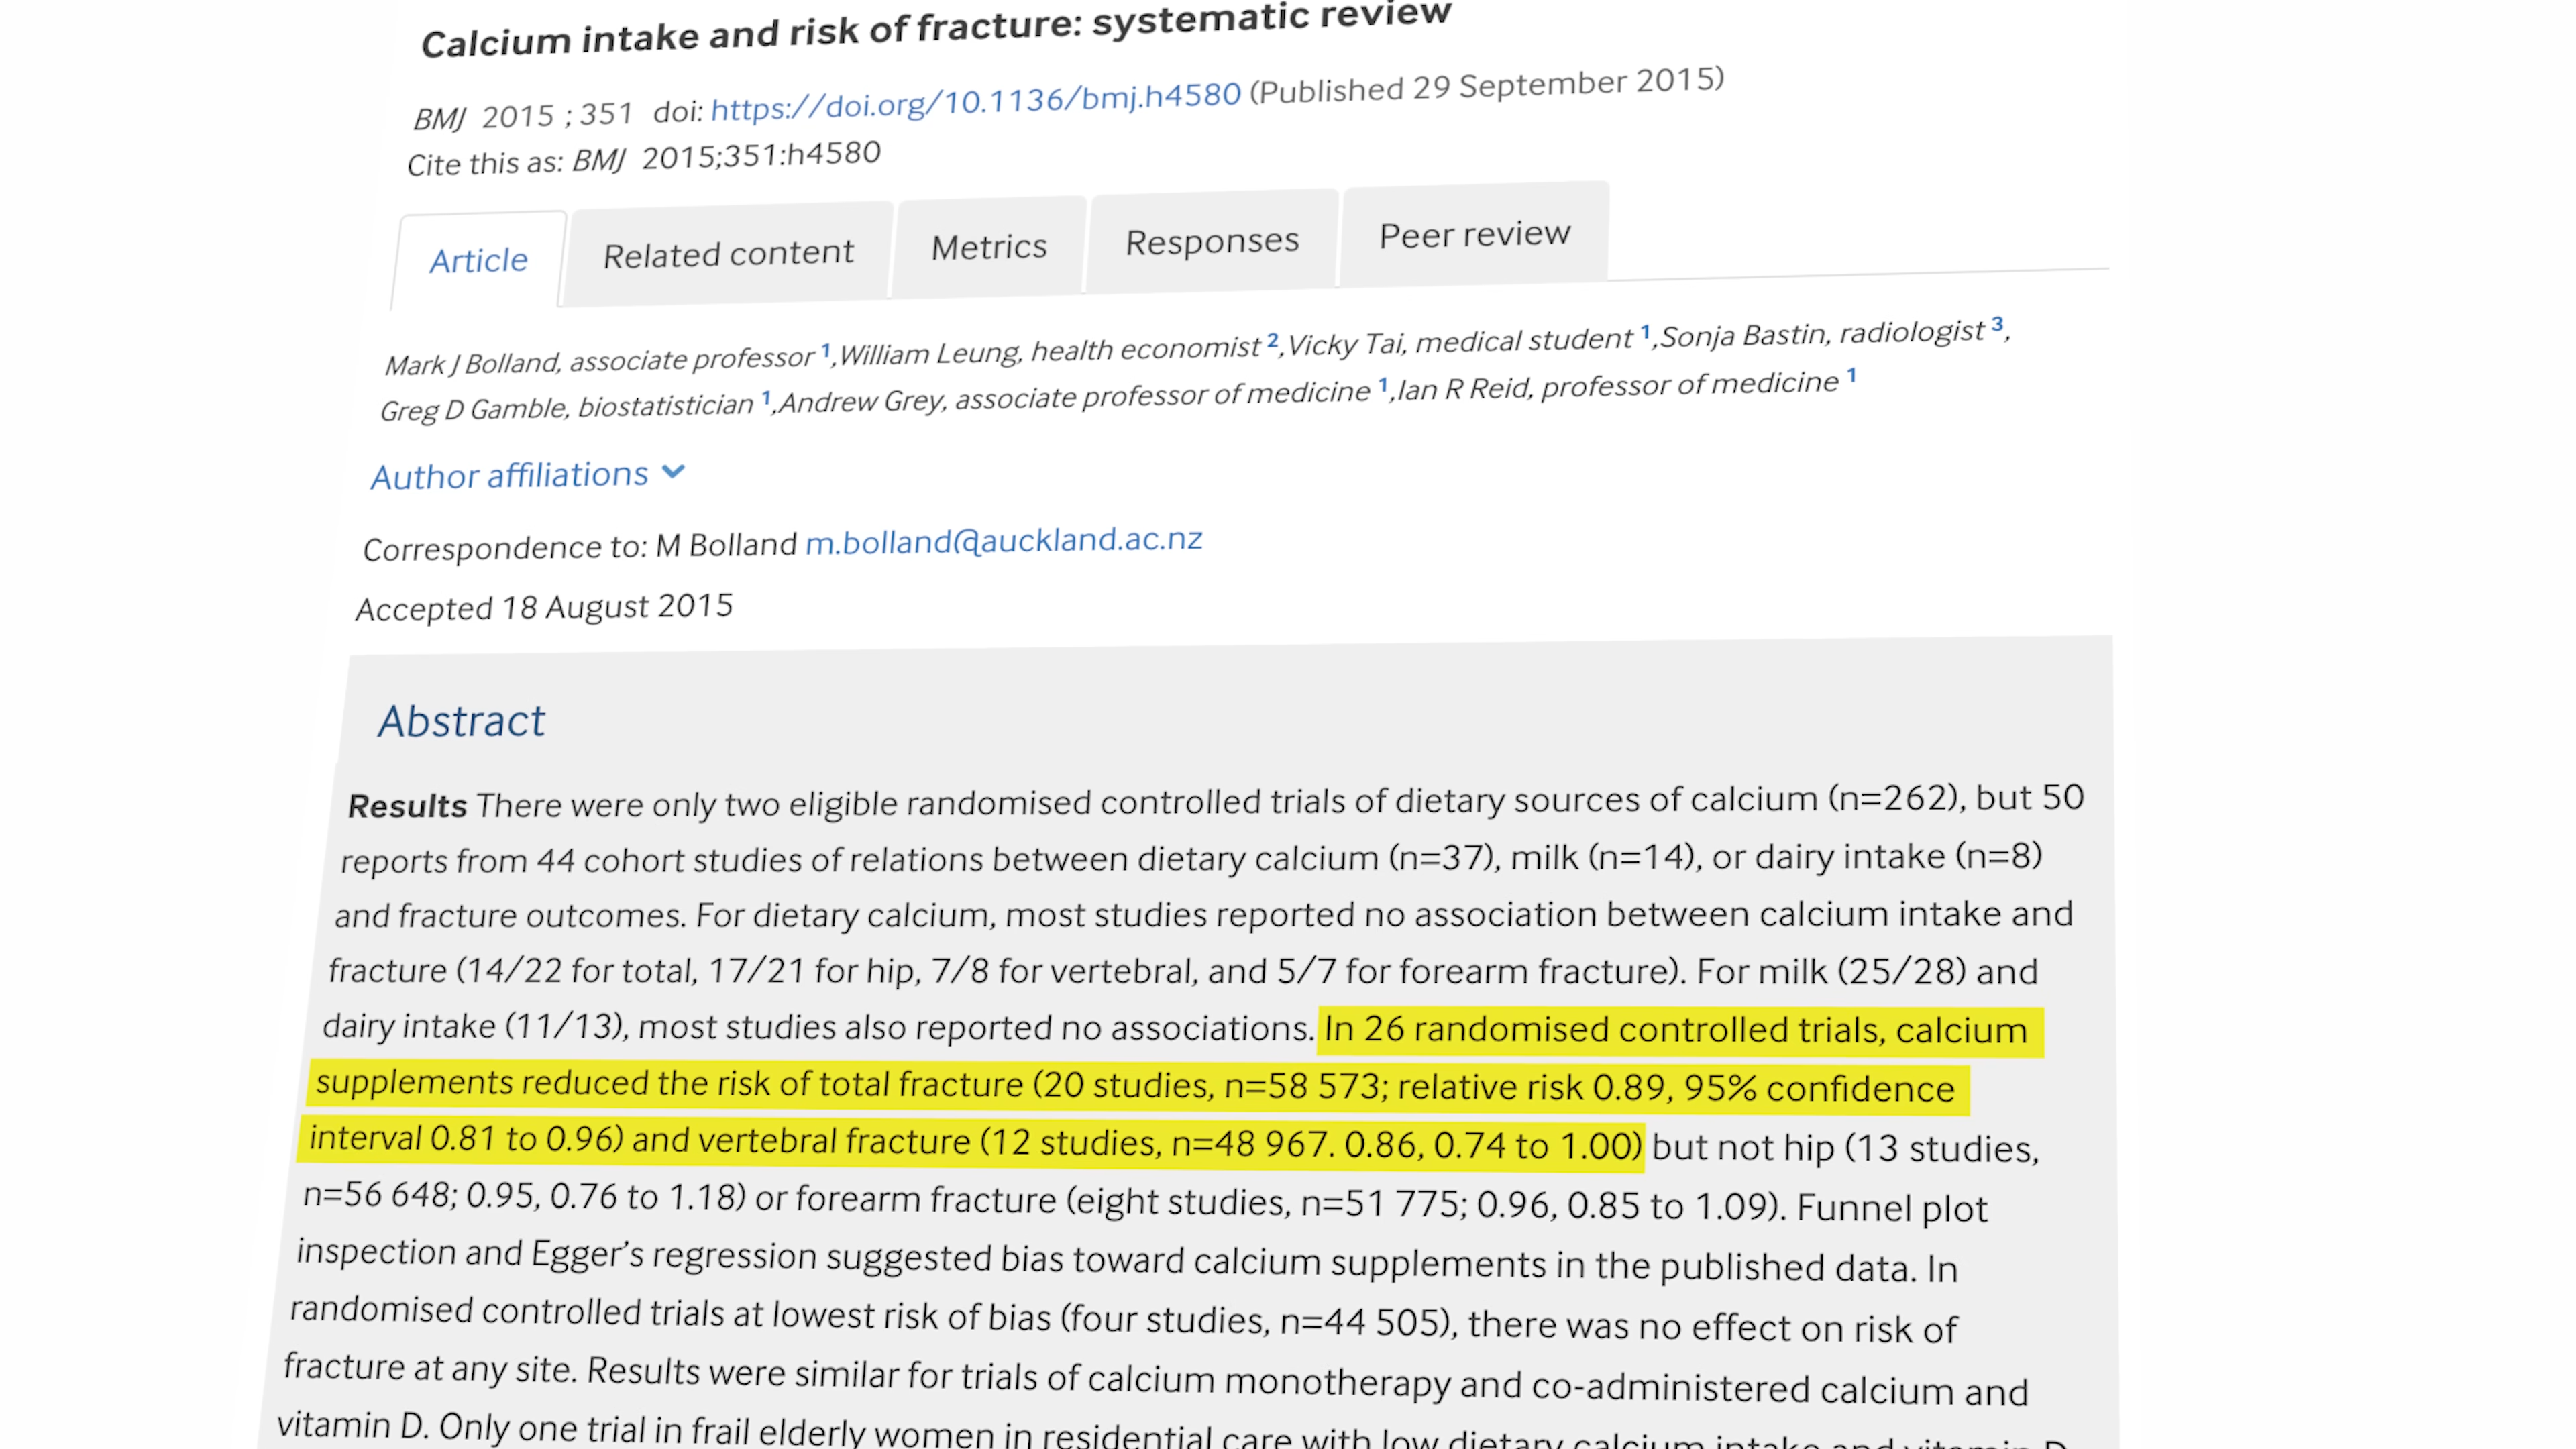 Calcium intake and risk of fracture: systematic review
BMJ 2015 ; 351 doi: https://doi.org/10.1136/bmj.h4580 (Published 29 September 2015)
Cite this as: BMJ 2015;351:h4580
Article Related content Metrics Responses Peer review
Mark J Bolland, associate professor 1,William Leung, health economist 2,Vicky Tai, medical student 1,Sonja Bastin, radiologist 3,
Greg D Gamble, biostatistician 1,Andrew Grey, associate professor of medicine 1,Ian R Reid, professor of medicine 1
Author affiliations
Correspondence to: M Bolland m.bolland@auckland.ac.nz
Accepted 18 August 2015
Abstract
Results There were only two eligible randomised controlled trials of dietary sources of calcium (n=262), but 50
reports from 44 cohort studies of relations between dietary calcium (n=37), milk (n=14), or dairy intake (n=8)
and fracture outcomes. For dietary calcium, most studies reported no association between calcium intake and
fracture (14/22 for total, 17/21 for hip, 7/8 for vertebral, and 5/7 for forearm fracture). For milk (25/28) and
dairy intake (11/13), most studies also reported no associations. In 26 randomised controlled trials, calcium
supplements reduced the risk of total fracture (20 studies, n=58 573; relative risk 0.89, 95% confidence
interval 0.81 to 0.96) and vertebral fracture (12 studies, n=48 967. 0.86, 0.74 to 1.00) but not hip (13 studies,
n=56 648; 0.95, 0.76 to 1.18) or forearm fracture (eight studies, n=51 775; 0.96, 0.85 to 1.09). Funnel plot
inspection and Egger's regression suggested bias toward calcium supplements in the published data. In
randomised controlled trials at lowest risk of bias (four studies, n=44 505), there was no effect on risk of
fracture at any site. Results were similar for trials of calcium monotherapy and co-administered calcium and
vitamin D. Only one trial in frail elderly women in residential care with low dietary calcium intake and vitamin D